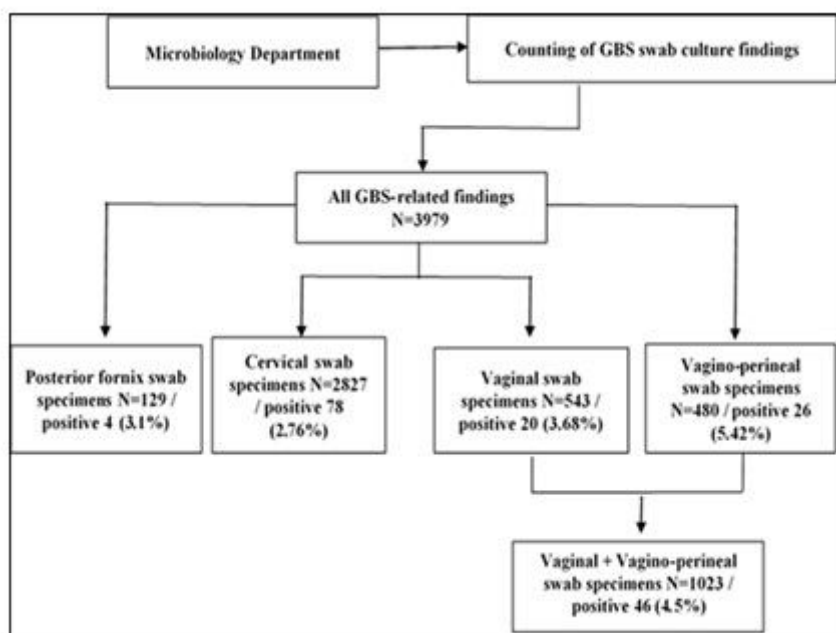 Microbiology Department
Counting of GBS swab culture findings
All GBS-related findings
N=3979
Posterior fornix swab
specimens N=129 /
positive 4 (3.1%)
Cervical swab
specimens N=2827
/ positive 78
(2.76%)
Vaginal swab
specimens N=543 /
positive 20 (3.68%)
Vagino-perineal
swab specimens
N=480 / positive 26
(5.42%)
Vaginal + Vagino-perineal
swab specimens N=1023 /
positive 46 (4.5%)